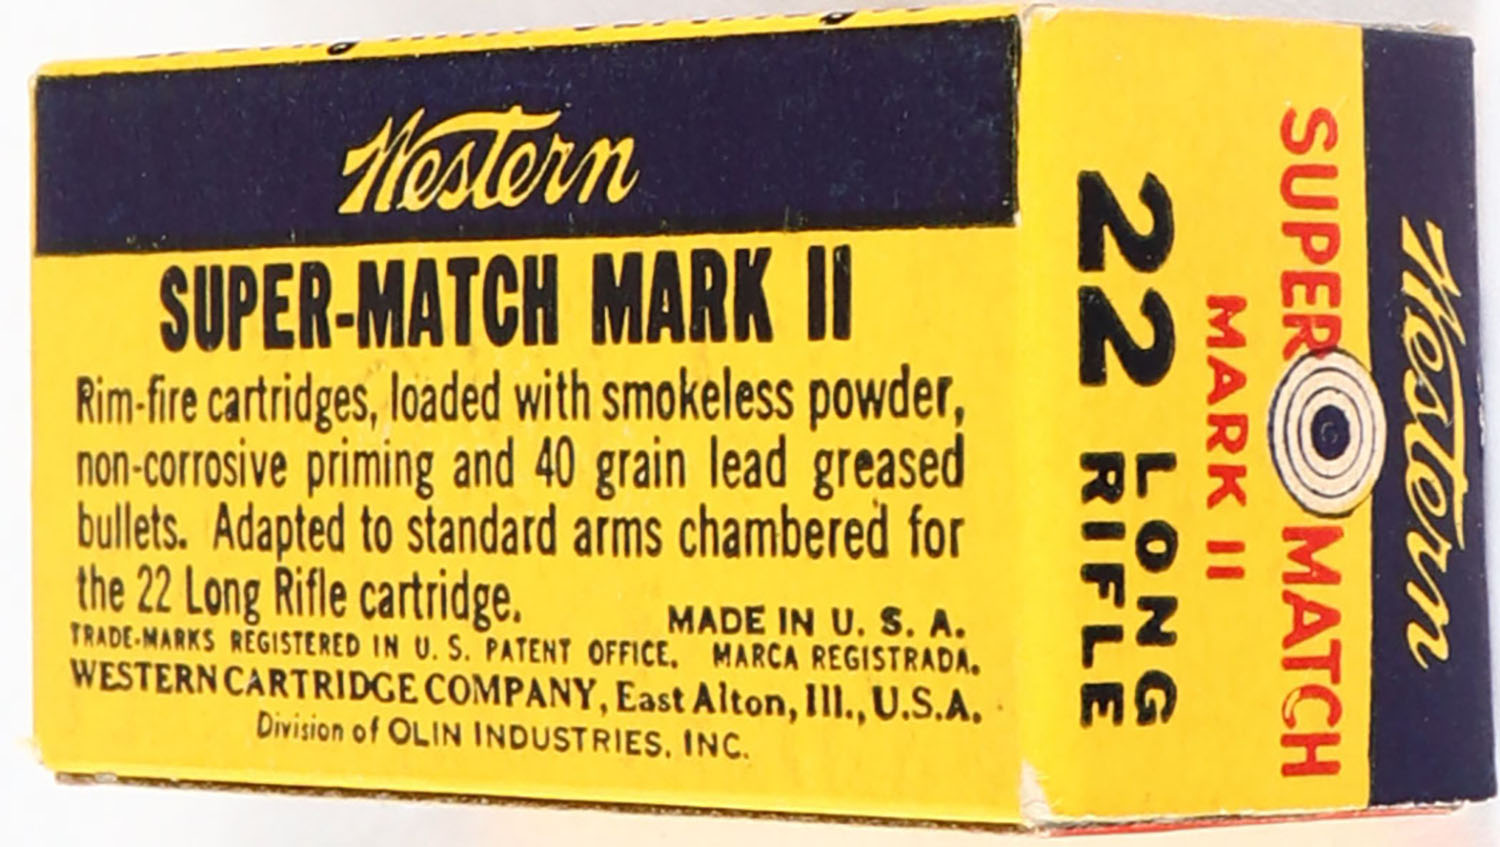 Western
SUPER-MATCH MARK II
Rim-fire cartridges, loaded with smokeless powder,
non-corrosive priming and 40 grain lead greased
bullets. Adapted to standard arms chambered for
the 22 Long Rifle cartridge.
MADE IN U. S. A.
TRADE-MARKS REGISTERED IN U. S. PATENT OFFICE. MARCA REGISTRADA.
WESTERN CARTRIDGE COMPANY, East Alton, Ill., U.S.A.
Division of OLIN INDUSTRIES, INC.
Western
SUPER MATCH
MARK II
22 LONG
RIFLE